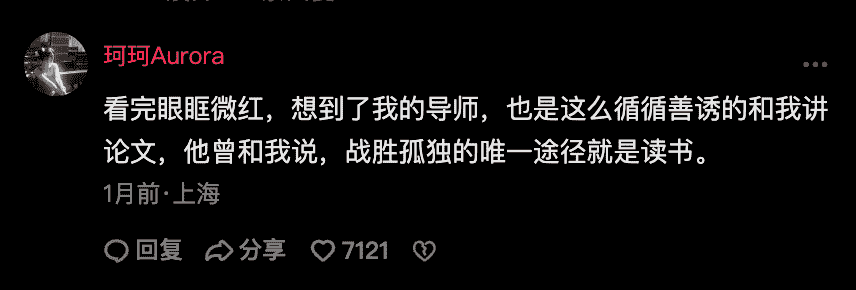 珂珂Aurora
看完眼眶微红，想到了我的导师，也是这么循循善诱的和我讲
论文，他曾和我说，战胜孤独的唯一途径就是读书。
1月前·上海
回复 分享 7121